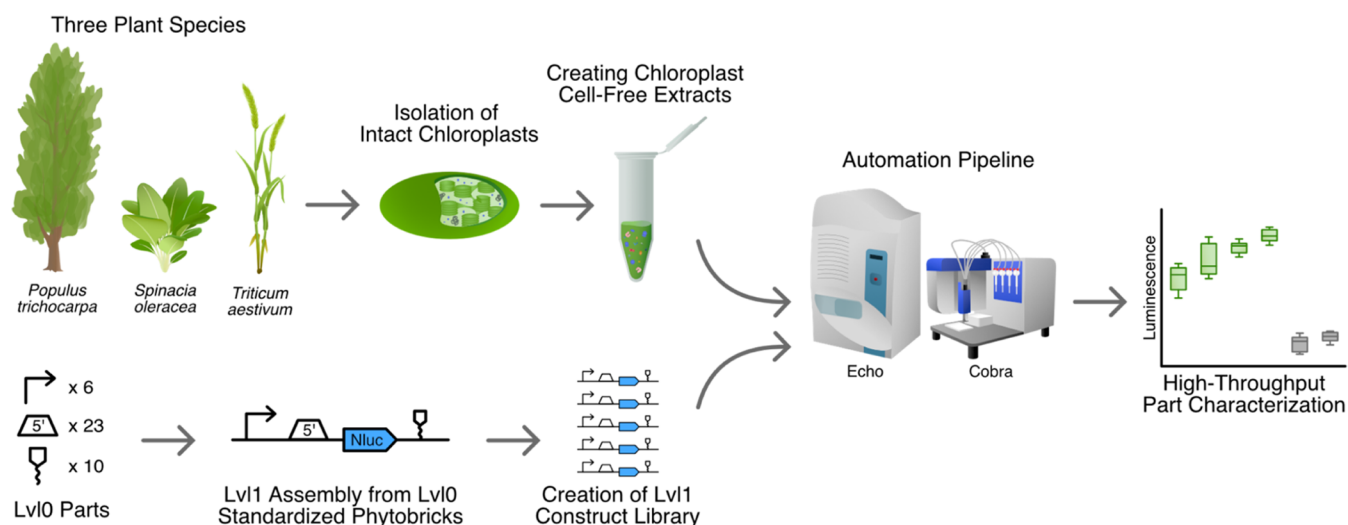 Three Plant Species
Populus
trichocarpa
Spinacia
oleracea
Triticum
aestivum
Isolation of
Intact Chloroplasts
Creating Chloroplast
Cell-Free Extracts
Automation Pipeline
Echo
Cobra
Luminescence
High-Throughput
Part Characterization
x 6
5' x 23
x 10
Lvl0 Parts
5'
Nluc
Lvl1 Assembly from Lvl0
Standardized Phytobricks
Creation of Lvl1
Construct Library